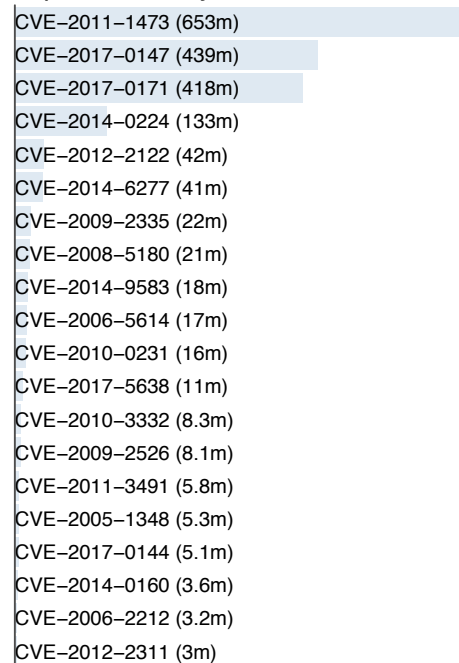 CVE−2011−1473 (653m)
CVE−2017−0147 (439m)
CVE−2017−0171 (418m)
CVE−2014−0224 (133m)
CVE−2012−2122 (42m)
CVE−2014−6277 (41m)
CVE−2009−2335 (22m)
CVE−2008−5180 (21m)
CVE−2014−9583 (18m)
CVE−2006−5614 (17m)
CVE−2010−0231 (16m)
CVE−2017−5638 (11m)
CVE−2010−3332 (8.3m)
CVE−2009−2526 (8.1m)
CVE−2011−3491 (5.8m)
CVE−2005−1348 (5.3m)
CVE−2017−0144 (5.1m)
CVE−2014−0160 (3.6m)
CVE−2006−2212 (3.2m)
CVE−2012−2311 (3m)